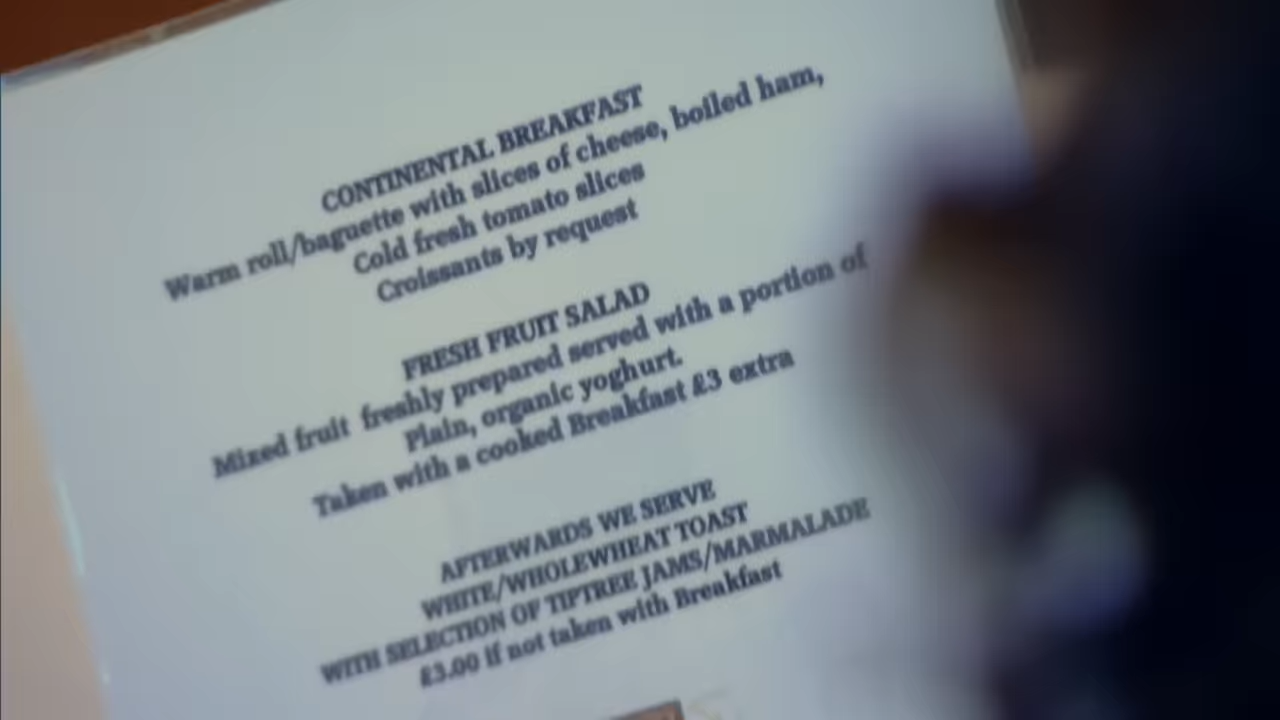 CONTINENTAL BREAKFAST
Warm roll/baguette with slices of cheese, boiled ham,
Cold fresh tomato slices
Croissants by request
FRESH FRUIT SALAD
Mixed fruit freshly prepared served with a portion of
Plain, organic yoghurt.
Taken with a cooked Breakfast £3 extra
AFTERWARDS WE SERVE
WHITE/WHOLEWHEAT TOAST
WITH SELECTION OF TIPTREE JAMS/MARMALADE
£3.00 if not taken with Breakfast